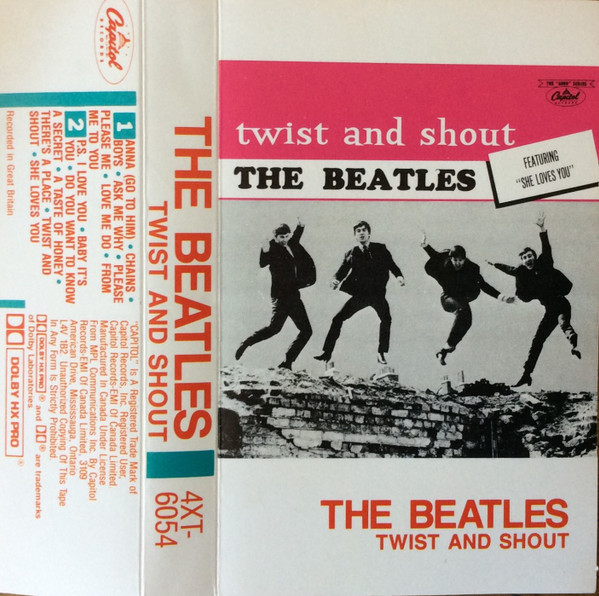 Capitol
RECORDS
1 ANNA (GO TO HIM) • CHAINS •
BOYS • ASK ME WHY • PLEASE
PLEASE ME • LOVE ME DO • FROM
ME TO YOU
2 P.S. I LOVE YOU • BABY IT'S
YOU • DO YOU WANT TO KNOW
A SECRET • A TASTE OF HONEY •
THERE'S A PLACE • TWIST AND
SHOUT • SHE LOVES YOU
Recorded in Great Britain
"CAPITOL" Is A Registered Trade Mark of
Capitol Records, Inc. Registered User,
Capitol Records-EMI Of Canada Limited
Manufactured In Canada Under License
From MPL Communications Inc. By Capitol
Records-EMI Of Canada Limited, 3109
American Drive, Mississauga, Ontario
L4V 1B2. Unauthorized Copying Of This Tape
In Any Form Is Strictly Prohibited.
DOLBY HX PRO® and ® are trademarks
of Dolby Laboratories
DOLBY HX PRO®
THE BEATLES
TWIST AND SHOUT
4XT-
6054
Capitol
twist and shout
THE BEATLES
FEATURING
"SHE LOVES YOU"
THE BEATLES
TWIST AND SHOUT